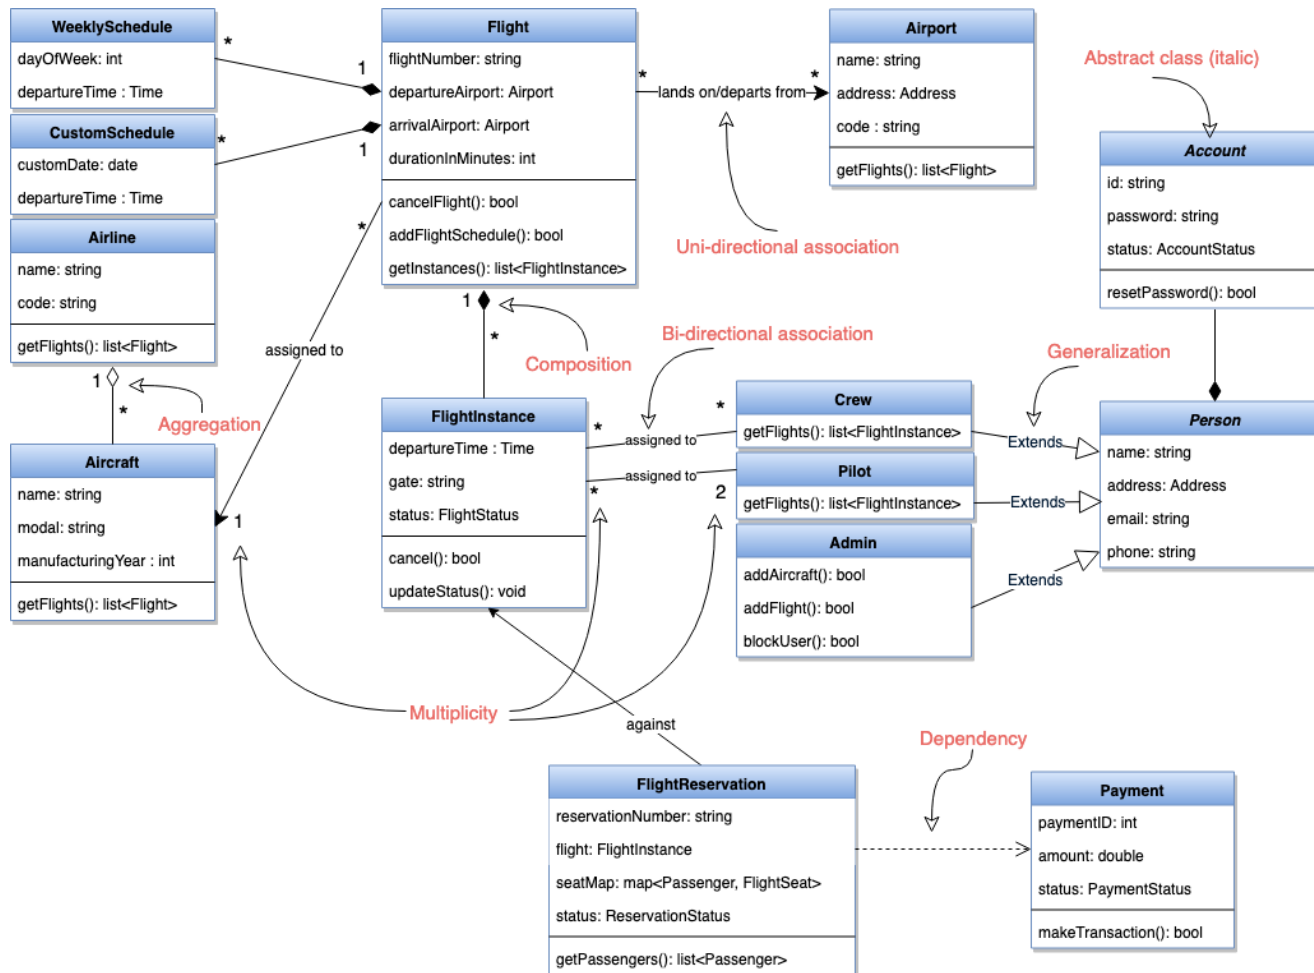 WeeklySchedule
dayOfWeek: int
departureTime : Time
*
1
CustomSchedule
customDate: date
departureTime : Time
*
1
Flight
flightNumber: string
departureAirport: Airport
arrivalAirport: Airport
durationInMinutes: int
cancelFlight(): bool
addFlightSchedule(): bool
getInstances(): list<FlightInstance>
*
lands on/departs from
*
Airport
name: string
address: Address
code : string
getFlights(): list<Flight>
Uni-directional association
Abstract class (italic)
Account
id: string
password: string
status: AccountStatus
resetPassword(): bool
Airline
name: string
code: string
getFlights(): list<Flight>
1
*
Aggregation
*
assigned to
1
Aircraft
name: string
modal: string
manufacturingYear : int
getFlights(): list<Flight>
1
*
Composition
FlightInstance
departureTime : Time
gate: string
status: FlightStatus
cancel(): bool
updateStatus(): void
Bi-directional association
*
assigned to
*
*
assigned to
2
Crew
getFlights(): list<FlightInstance>
Pilot
getFlights(): list<FlightInstance>
Admin
addAircraft(): bool
addFlight(): bool
blockUser(): bool
Generalization
Extends
Extends
Extends
Person
name: string
address: Address
email: string
phone: string
Multiplicity
against
FlightReservation
reservationNumber: string
flight: FlightInstance
seatMap: map<Passenger, FlightSeat>
status: ReservationStatus
getPassengers(): list<Passenger>
Dependency
Payment
paymentID: int
amount: double
status: PaymentStatus
makeTransaction(): bool